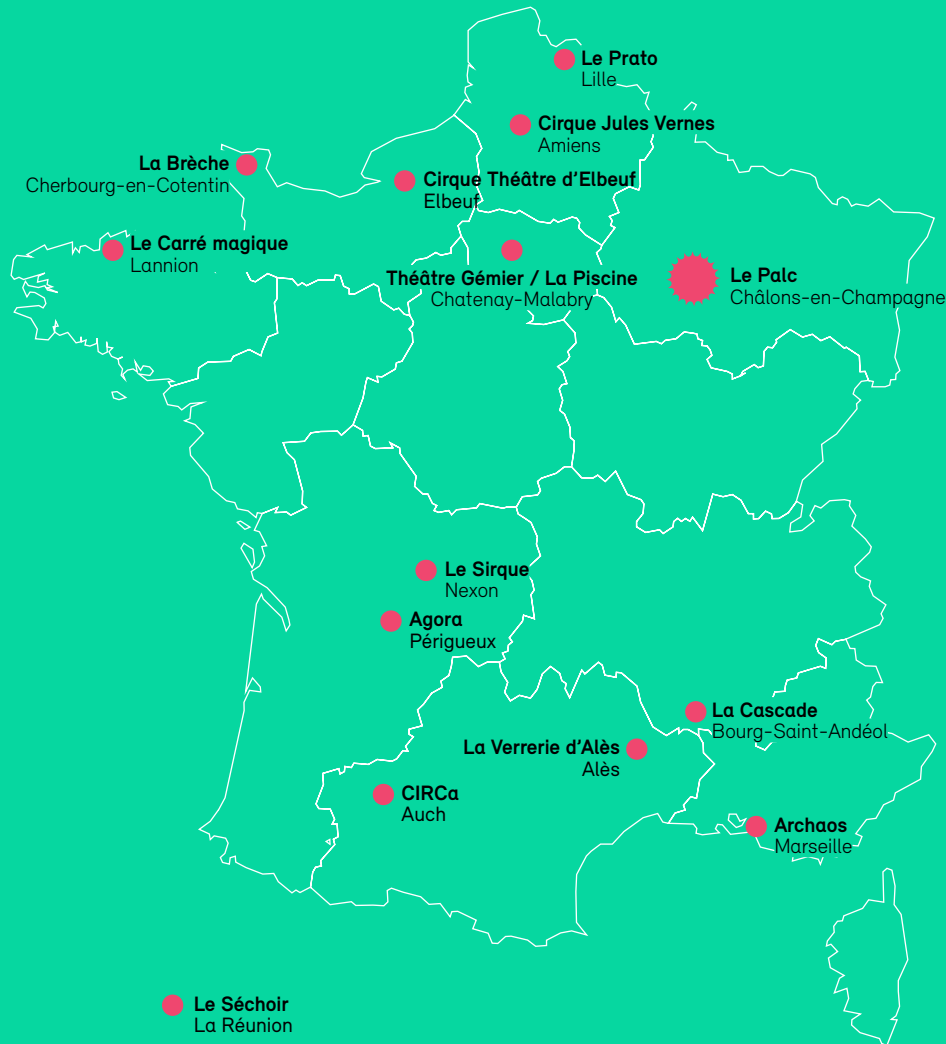 Le Prato
Lille
Cirque Jules Vernes
Amiens
La Brèche
Cherbourg-en-Cotentin
Cirque Théâtre d'Elbeuf
Elbeuf
Le Carré magique
Lannion
Théâtre Gémier / La Piscine
Chatenay-Malabry
Le Palc
Châlons-en-Champagne
Le Sirque
Nexon
Agora
Périgueux
La Cascade
Bourg-Saint-Andéol
La Verrerie d'Alès
Alès
CIRCa
Auch
Archaos
Marseille
Le Séchoir
La Réunion